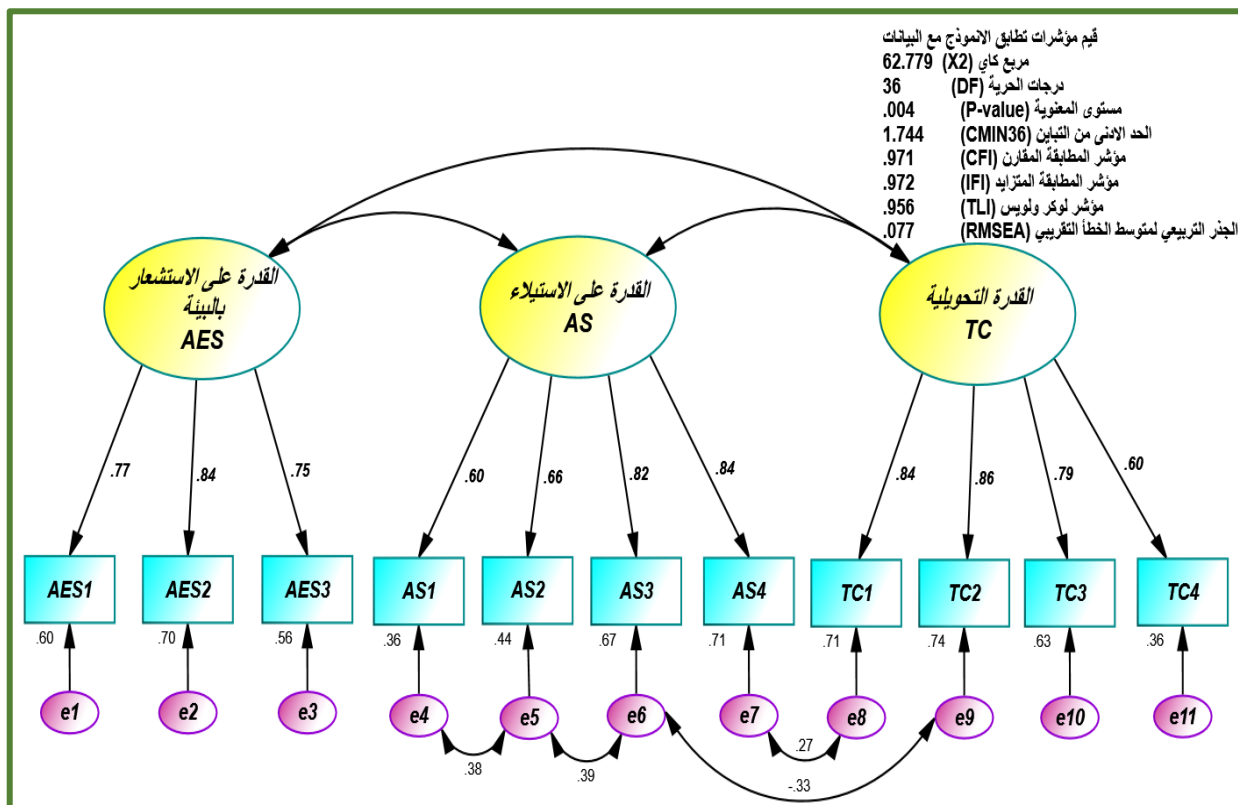 قيم مؤشرات تطابق الانموذج مع البيانات
مربع كاي (X2) 62.779
درجات الحرية (DF) 36
مستوى المعنوية (P-value) .004
الحد الادنى من التباين (CMIN36) 1.744
مؤشر المطابقة المقارن (CFI) .971
مؤشر المطابقة المتزايد (IFI) .972
مؤشر لوكر ولويس (TLI) .956
الجذر التربيعي لمتوسط الخطأ التقريبي (RMSEA) .077
القدرة على الاستشعار
بالبيئة
AES
القدرة على الاستيلاء
AS
القدرة التحويلية
TC
.77 .84 .75 .60 .66 .82 .84 .84 .86 .79 .60
AES1 AES2 AES3 AS1 AS2 AS3 AS4 TC1 TC2 TC3 TC4
.60 .70 .56 .36 .44 .67 .71 .71 .74 .63 .36
e1 e2 e3 e4 e5 e6 e7 e8 e9 e10 e11
.38 .39 .27 -.33